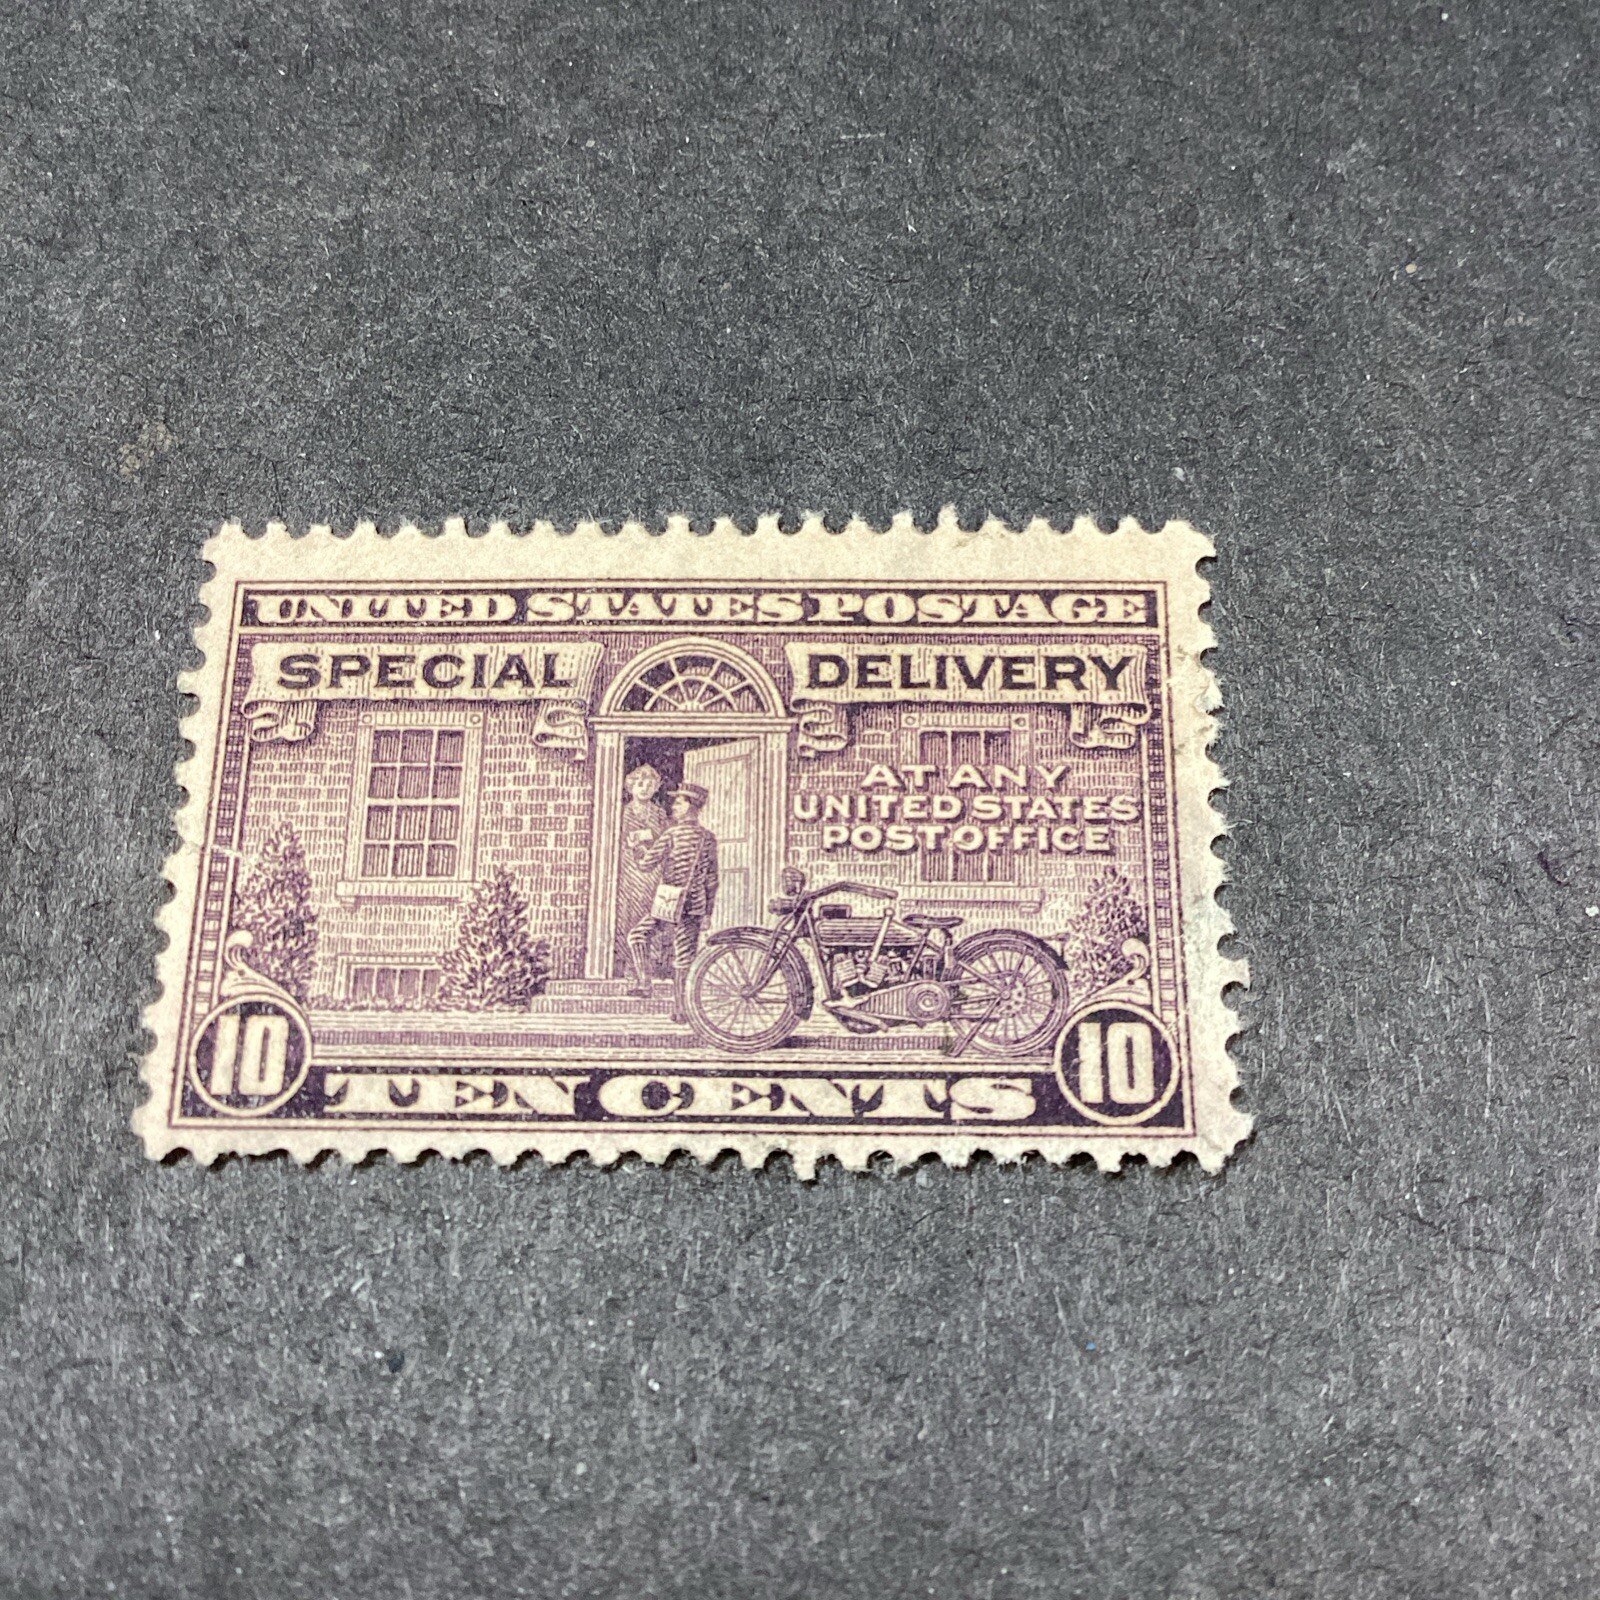 UNITED STATES POSTAGE
SPECIAL DELIVERY
AT ANY
UNITED STATES
POST OFFICE
10 TEN CENTS 10